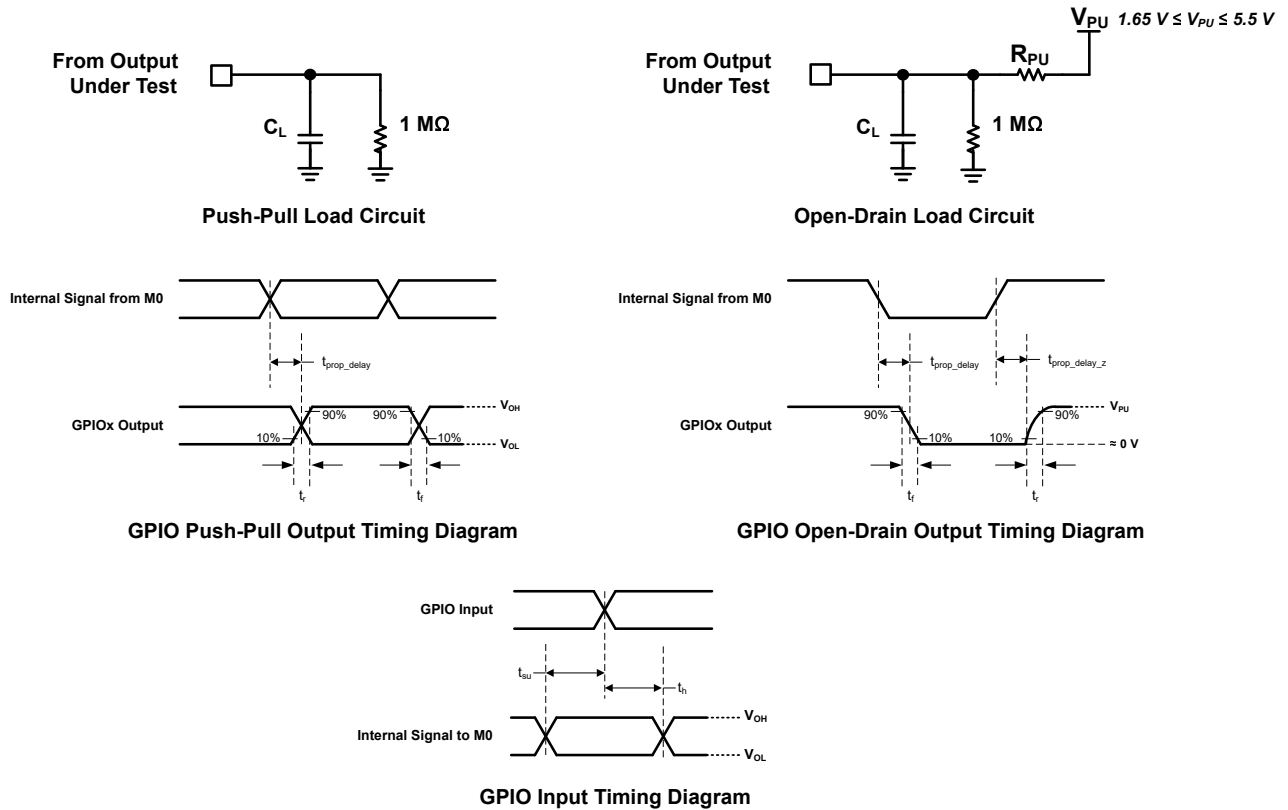 V_PU 1.65 V ≤ V_PU ≤ 5.5 V
From Output
Under Test
C_L
1 MΩ
Push-Pull Load Circuit
From Output
Under Test
R_PU
C_L
1 MΩ
Open-Drain Load Circuit
Internal Signal from M0
t_prop_delay
GPIOx Output
90%
90%
10%
10%
V_OH
V_OL
t_r
t_f
GPIO Push-Pull Output Timing Diagram
Internal Signal from M0
t_prop_delay
t_prop_delay_z
GPIOx Output
90%
10%
10%
90%
V_PU
≈ 0 V
t_f
t_r
GPIO Open-Drain Output Timing Diagram
GPIO Input
t_su
t_h
Internal Signal to M0
V_OH
V_OL
GPIO Input Timing Diagram